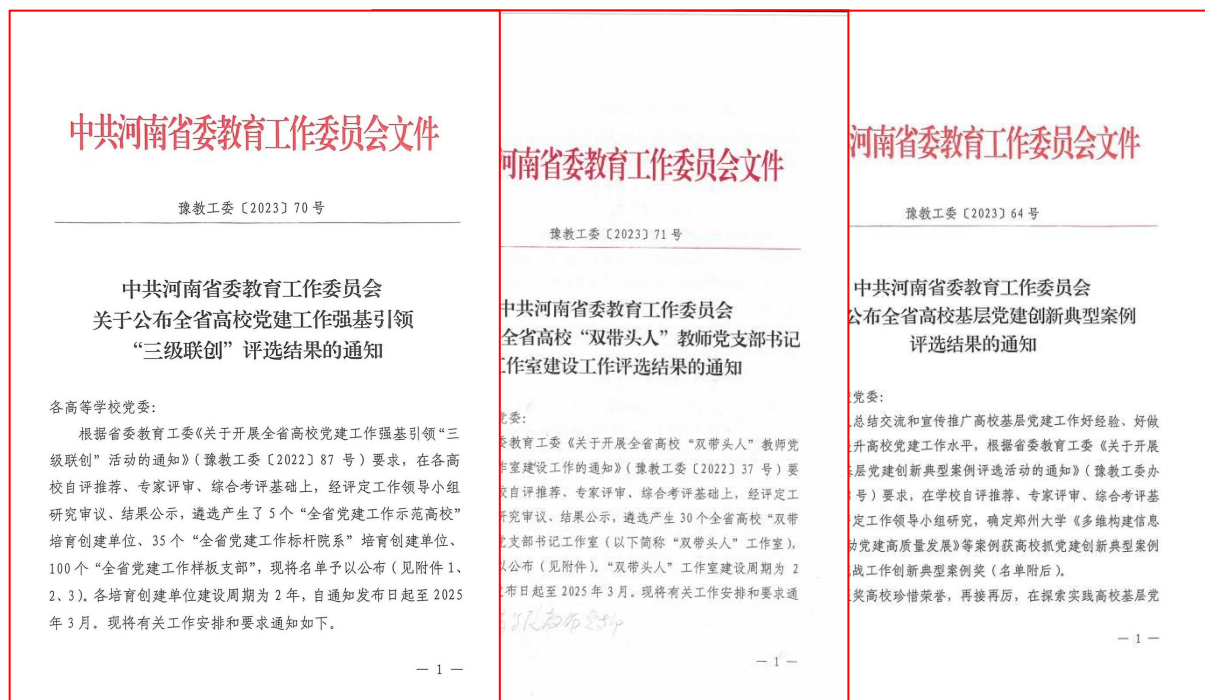 中共河南省委教育工作委员会文件
豫教工委〔2023〕70 号
中共河南省委教育工作委员会
关于公布全省高校党建工作强基引领
“三级联创”评选结果的通知
各高等学校党委：
根据省委教育工委《关于开展全省高校党建工作强基引领“三
级联创”活动的通知》（豫教工委〔2022〕87 号）要求，在各高
校自评推荐、专家评审、综合考评基础上，经评定工作领导小组
研究审议、结果公示，遴选产生了 5 个“全省党建工作示范高校”
培育创建单位、35 个“全省党建工作标杆院系”培育创建单位、
100 个“全省党建工作样板支部”，现将名单予以公布（见附件 1、
2、3）。各培育创建单位建设周期为 2 年，自通知发布日起至 2025
年 3 月。现将有关工作安排和要求通知如下。
— 1 —
河南省委教育工作委员会文件
豫教工委〔2023〕71 号
中共河南省委教育工作委员会
全省高校“双带头人”教师党支部书记
工作室建设工作评选结果的通知
党委：
委教育工委《关于开展全省高校“双带头人”教师党
作室建设工作的通知》（豫教工委〔2022〕37 号）要
校自评推荐、专家评审、综合考评基础上，经评定工
研究审议、结果公示，遴选产生 30 个全省高校“双带
党支部书记工作室（以下简称“双带头人”工作室），
以公布（见附件）。“双带头人”工作室建设周期为 2
发布日起至 2025 年 3 月。现将有关工作安排和要求通
— 1 —
河南省委教育工作委员会文件
豫教工委〔2023〕64 号
中共河南省委教育工作委员会
公布全省高校基层党建创新典型案例
评选结果的通知
党委：
总结交流和宣传推广高校基层党建工作好经验、好做
升高校党建工作水平，根据省委教育工委《关于开展
基层党建创新典型案例评选活动的通知》（豫教工委办
号）要求，在学校自评推荐、专家评审、综合考评基
定工作领导小组研究，确定郑州大学《多维构建信息
动党建高质量发展》等案例获高校抓党建创新典型案例
战工作创新典型案例奖（名单附后）。
奖高校珍惜荣誉，再接再厉，在探索实践高校基层党
— 1 —